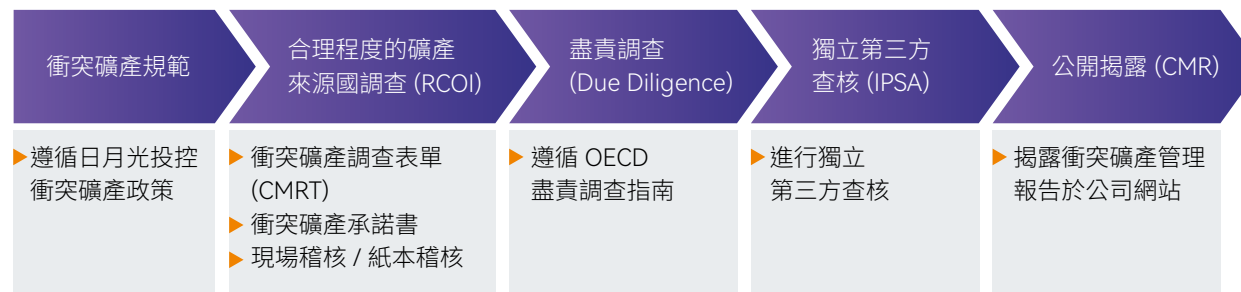 衝突礦產規範
合理程度的礦產
來源國調查 (RCOI)
盡責調查
(Due Diligence)
獨立第三方
查核 (IPSA)
公開揭露 (CMR)
遵循日月光投控
衝突礦產政策
衝突礦產調查表單
(CMRT)
衝突礦產承諾書
現場稽核 / 紙本稽核
遵循 OECD
盡責調查指南
進行獨立
第三方查核
揭露衝突礦產管理
報告於公司網站